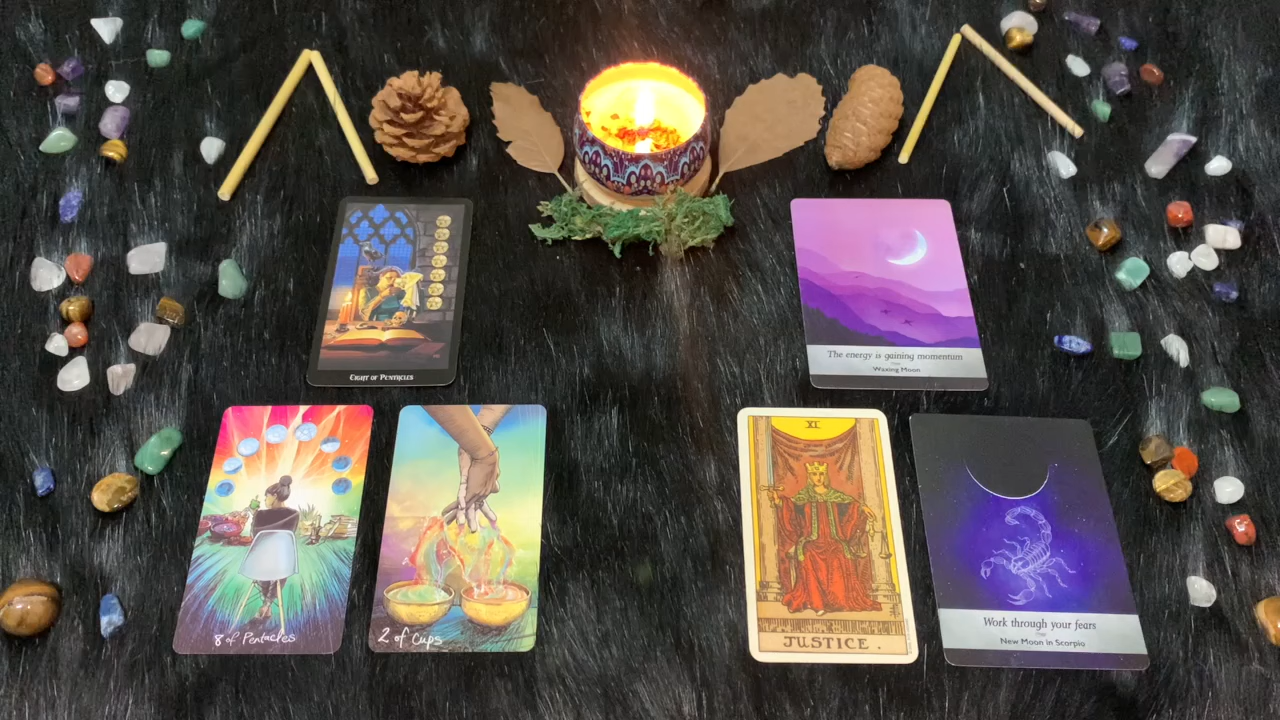 Eight of Pentacles
The energy is gaining momentum
Waxing Moon
8 of Pentacles
2 of Cups
XI
JUSTICE.
Work through your fears
New Moon in Scorpio